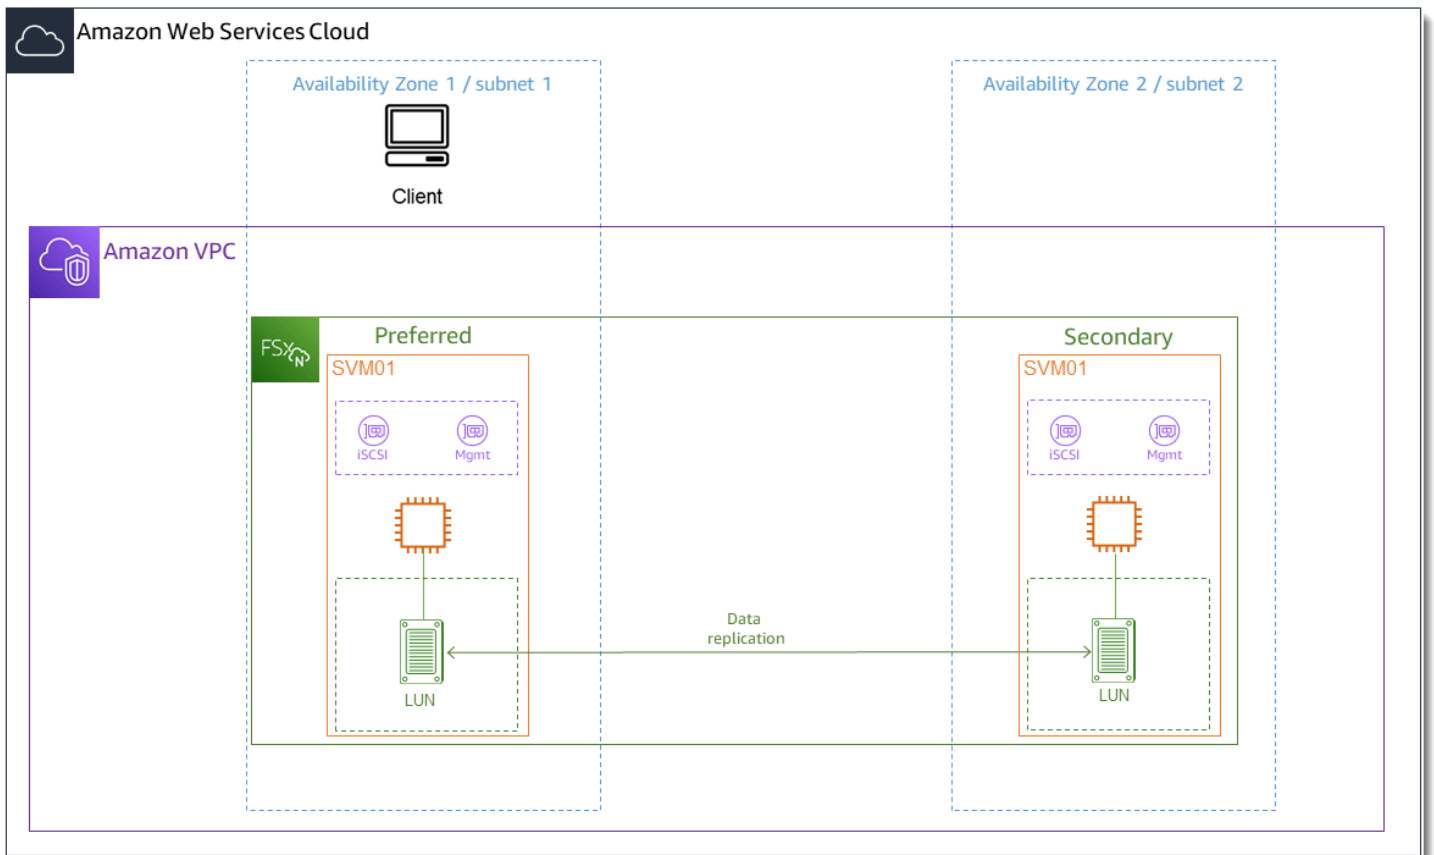 Amazon Web Services Cloud
Availability Zone 1 / subnet 1
Availability Zone 2 / subnet 2
Client
Amazon VPC
FSx
N
Preferred
Secondary
SVM01
SVM01
iSCSI
Mgmt
iSCSI
Mgmt
Data
replication
LUN
LUN